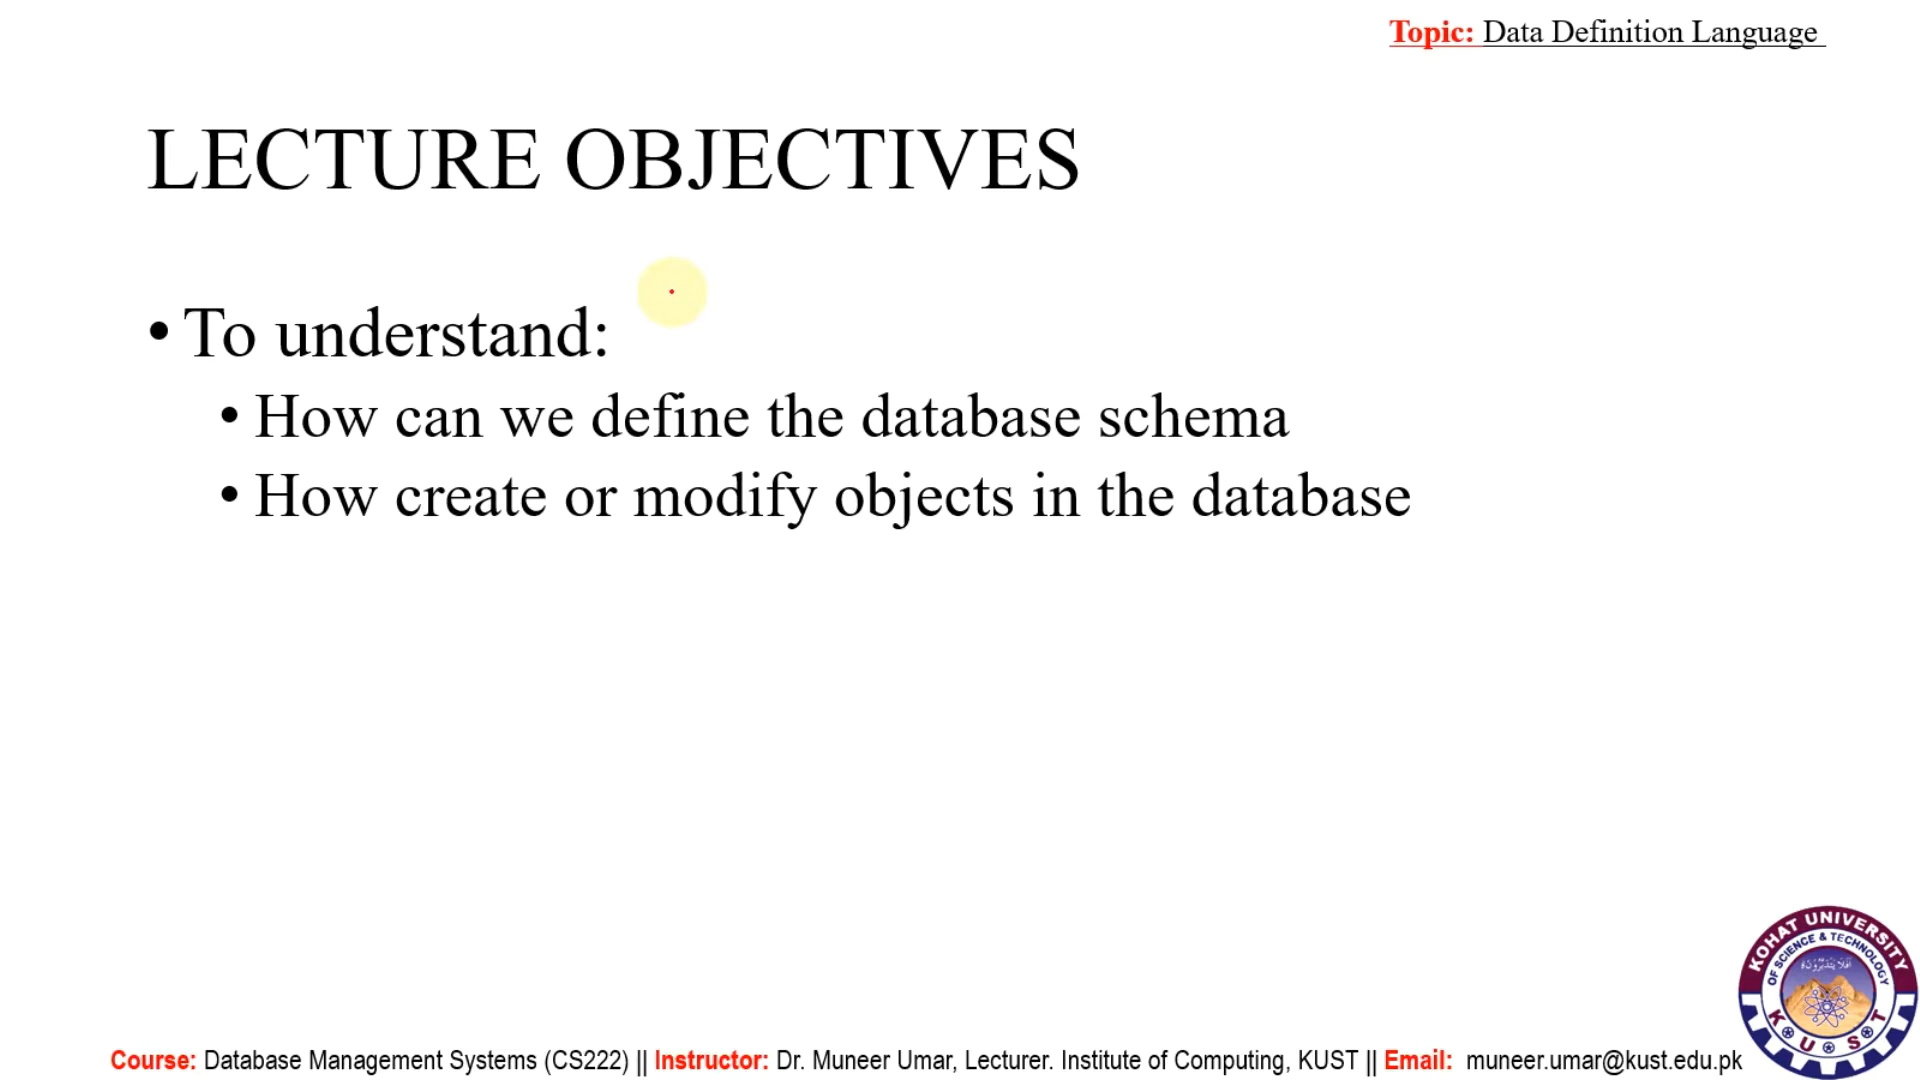 Topic: Data Definition Language
LECTURE OBJECTIVES
• To understand:
• How can we define the database schema
• How create or modify objects in the database
KOHAT UNIVERSITY
OF SCIENCE & TECHNOLOGY
K U S T
Course: Database Management Systems (CS222) || Instructor: Dr. Muneer Umar, Lecturer. Institute of Computing, KUST || Email: muneer.umar@kust.edu.pk